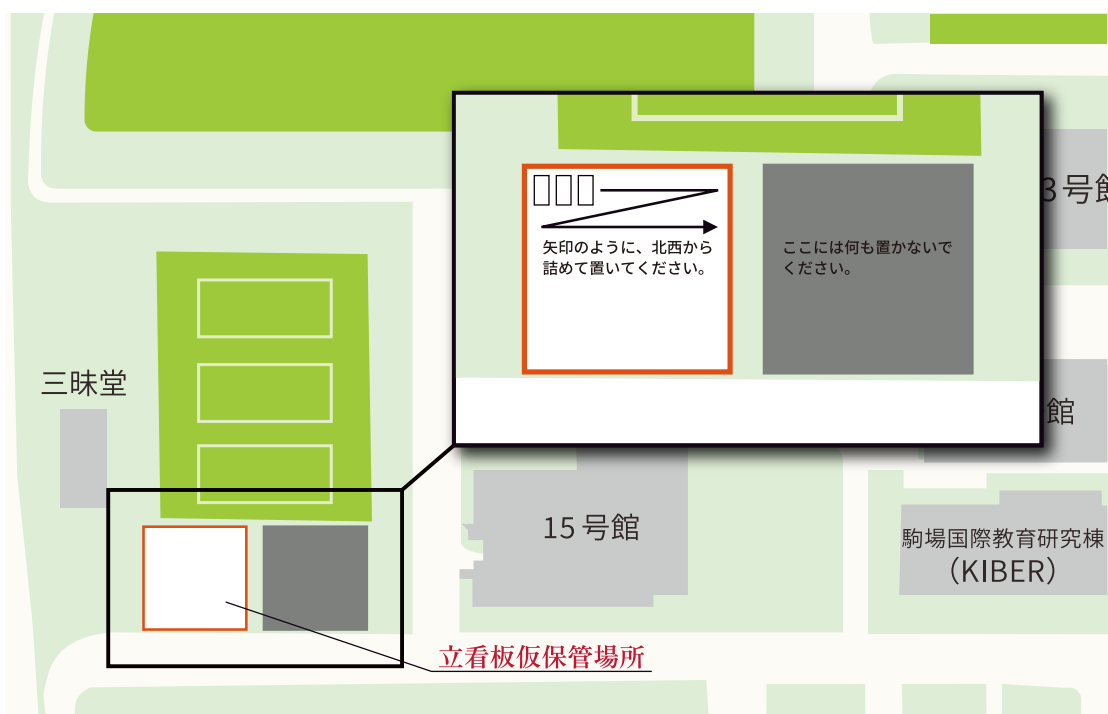 3号館
矢印のように、北西から
詰めて置いてください。
ここには何も置かないで
ください。
三昧堂
館
15号館
駒場国際教育研究棟
（KIBER）
立看板仮保管場所